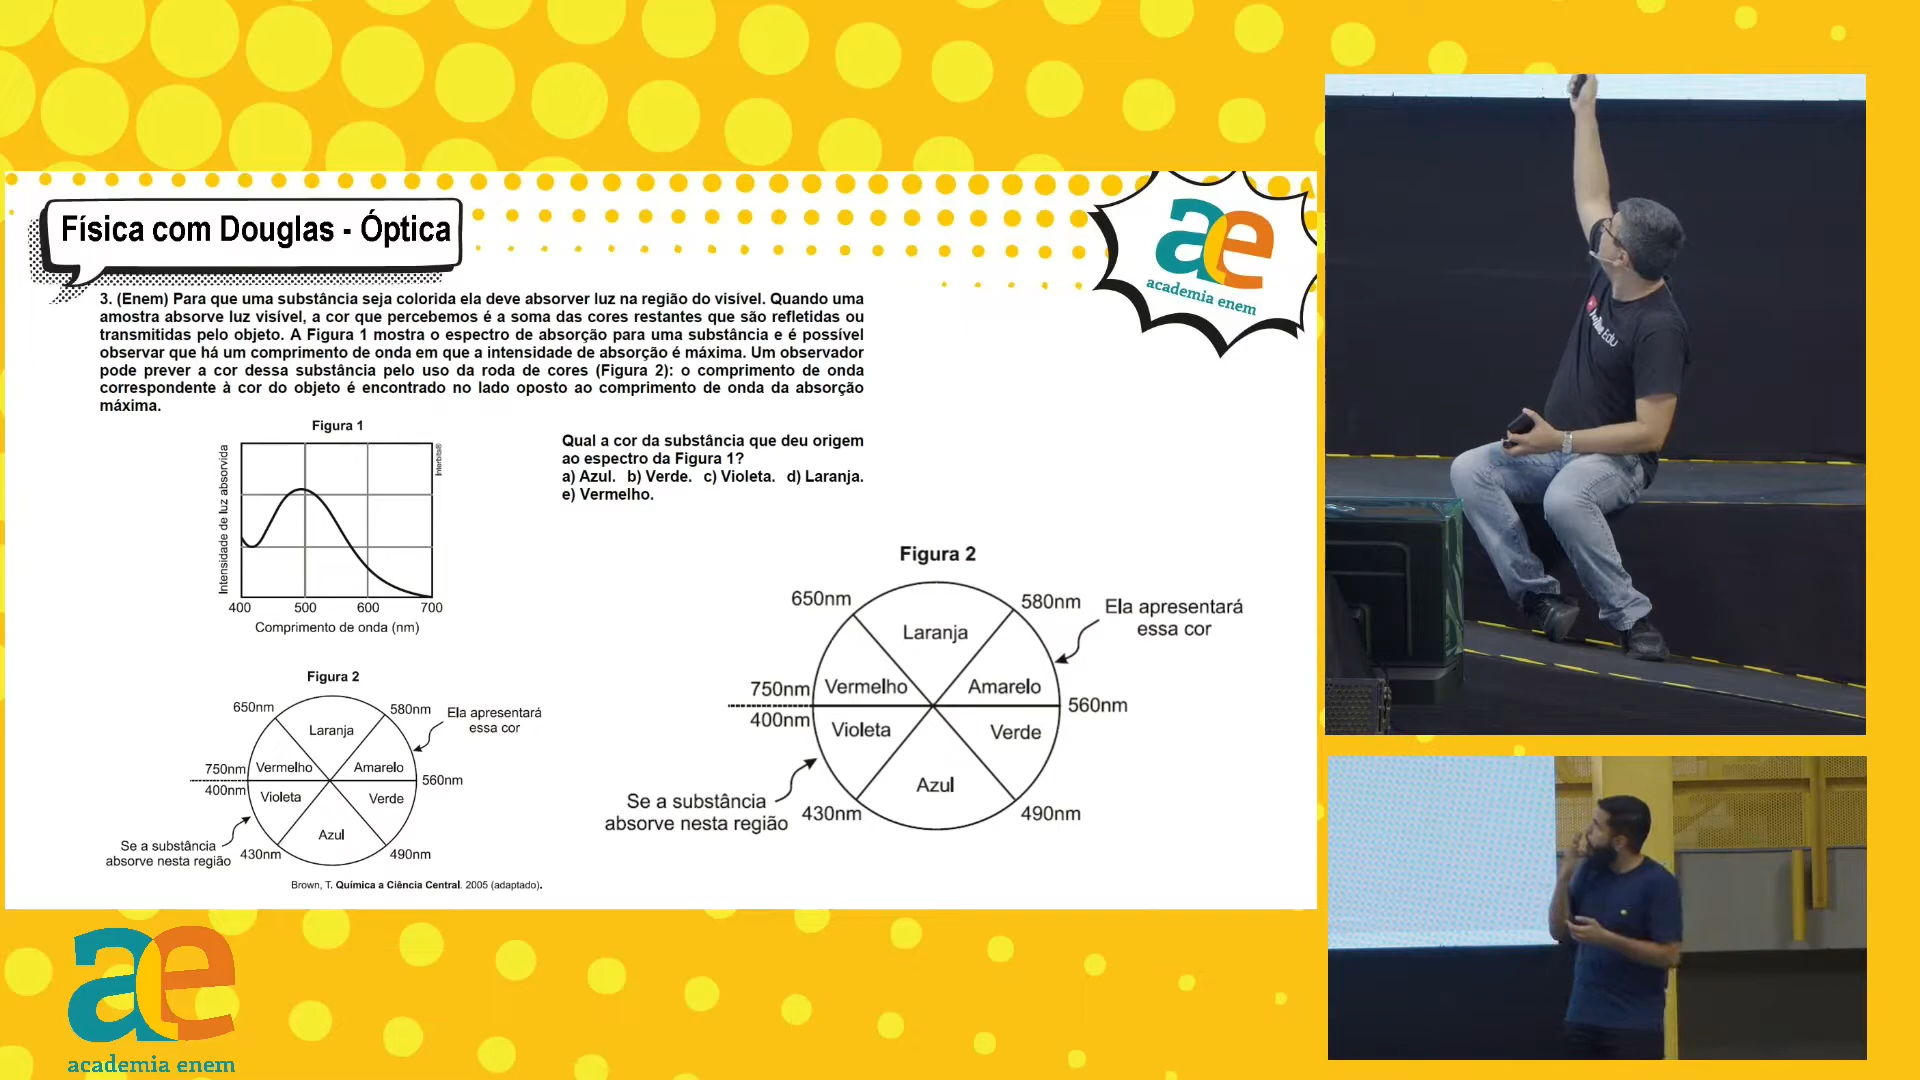 Física com Douglas - Óptica
ae
academia enem
3. (Enem) Para que uma substância seja colorida ela deve absorver luz na região do visível. Quando uma
amostra absorve luz visível, a cor que percebemos é a soma das cores restantes que são refletidas ou
transmitidas pelo objeto. A Figura 1 mostra o espectro de absorção para uma substância e é possível
observar que há um comprimento de onda em que a intensidade de absorção é máxima. Um observador
pode prever a cor dessa substância pelo uso da roda de cores (Figura 2): o comprimento de onda
correspondente à cor do objeto é encontrado no lado oposto ao comprimento de onda da absorção
máxima.
Figura 1
Intensidade de luz absorvida
Interbits®
400 500 600 700
Comprimento de onda (nm)
Qual a cor da substância que deu origem
ao espectro da Figura 1?
a) Azul. b) Verde. c) Violeta. d) Laranja.
e) Vermelho.
Figura 2
650nm 580nm
Laranja
Ela apresentará
essa cor
750nm Vermelho Amarelo
560nm
400nm Violeta Verde
Azul
Se a substância
absorve nesta região
430nm 490nm
Brown, T. Química a Ciência Central. 2005 (adaptado).
Figura 2
650nm 580nm
Ela apresentará
essa cor
Laranja
750nm Vermelho Amarelo
560nm
400nm Violeta Verde
Azul
Se a substância
absorve nesta região
430nm 490nm
ae
academia enem